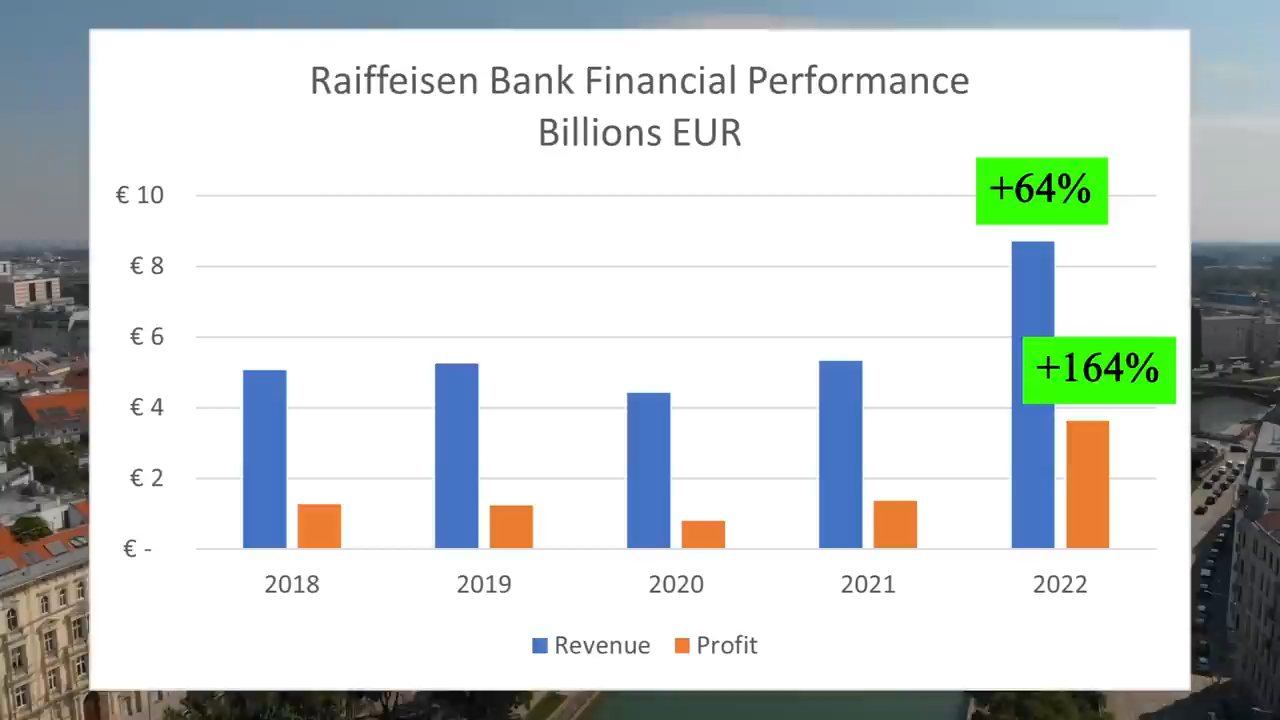 Raiffeisen Bank Financial Performance
Billions EUR
+64%
€ 10
€ 8
€ 6
+164%
€ 4
€ 2
€ -
2018 2019 2020 2021 2022
Revenue Profit